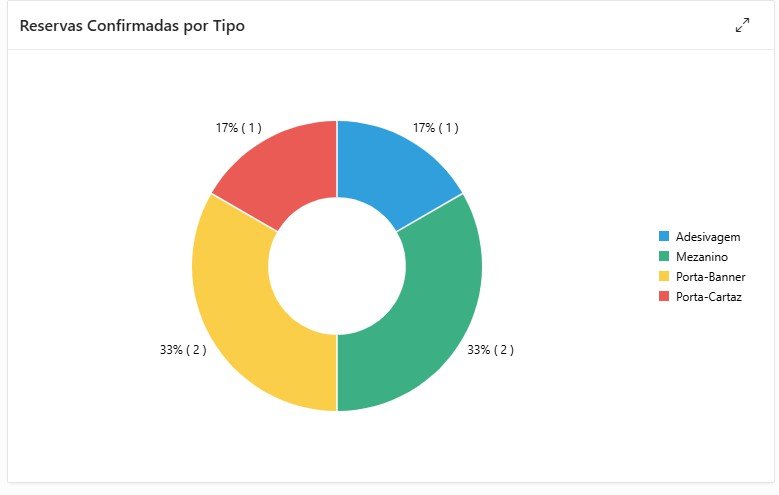 Reservas Confirmadas por Tipo
17% ( 1 )
17% ( 1 )
33% ( 2 )
33% ( 2 )
Adesivagem
Mezanino
Porta-Banner
Porta-Cartaz